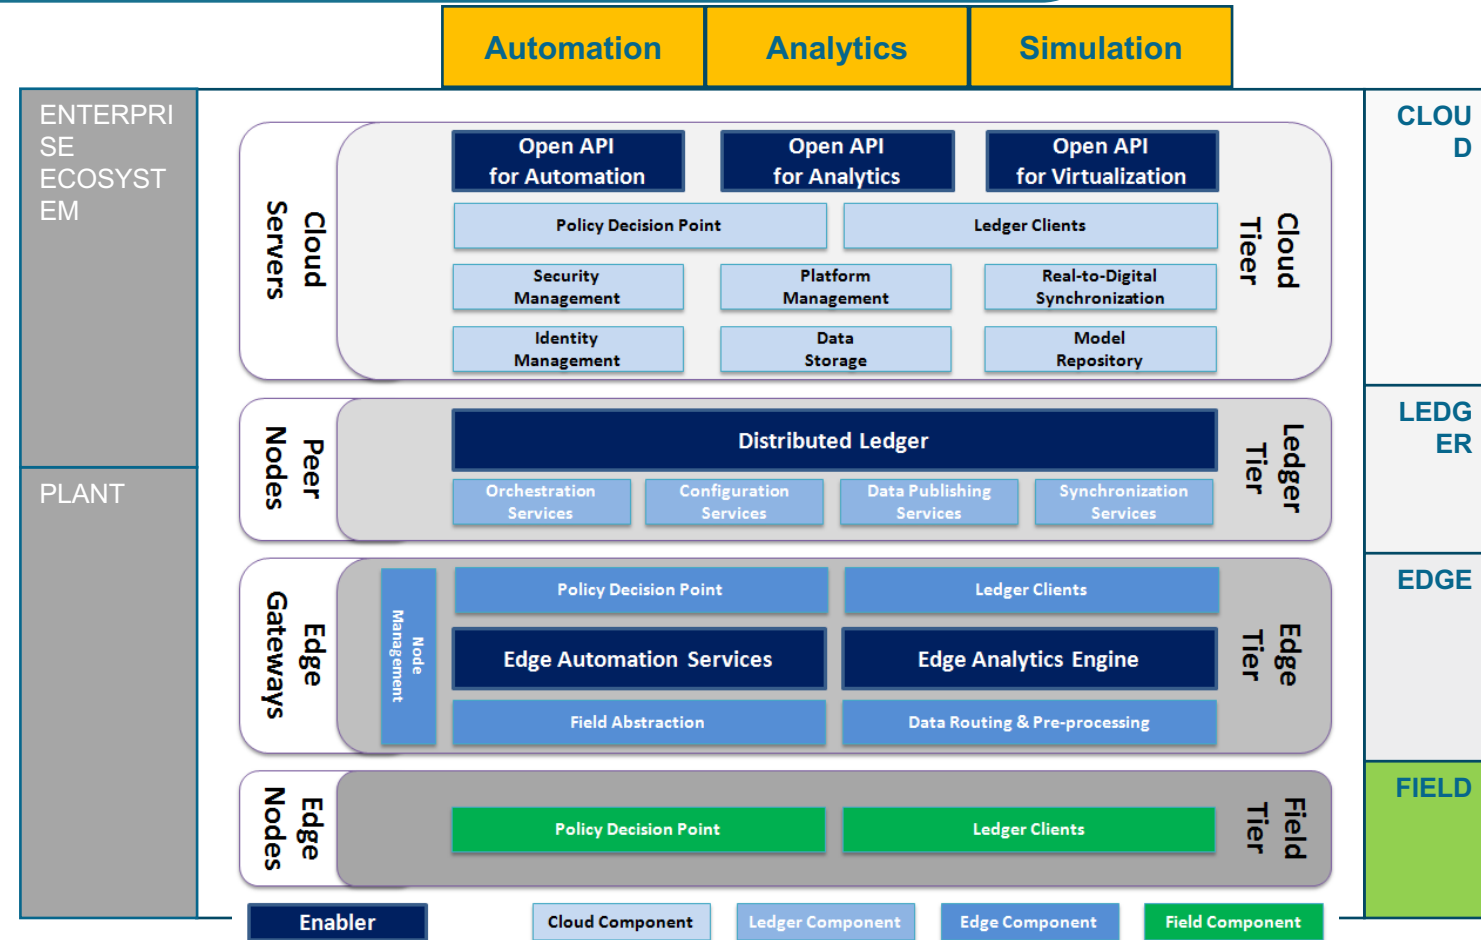 Automation
Analytics
Simulation
ENTERPRI
SE
ECOSYST
EM
PLANT
CLOU
D
LEDG
ER
EDGE
FIELD
Cloud
Servers
Open API
for Automation
Open API
for Analytics
Open API
for Virtualization
Policy Decision Point
Ledger Clients
Security
Management
Platform
Management
Real-to-Digital
Synchronization
Identity
Management
Data
Storage
Model
Repository
Cloud
Tieer
Peer
Nodes
Distributed Ledger
Orchestration
Services
Configuration
Services
Data Publishing
Services
Synchronization
Services
Ledger
Tier
Edge
Gateways
Node
Management
Policy Decision Point
Ledger Clients
Edge Automation Services
Edge Analytics Engine
Field Abstraction
Data Routing & Pre-processing
Edge
Tier
Edge
Nodes
Policy Decision Point
Ledger Clients
Field
Tier
Enabler
Cloud Component
Ledger Component
Edge Component
Field Component